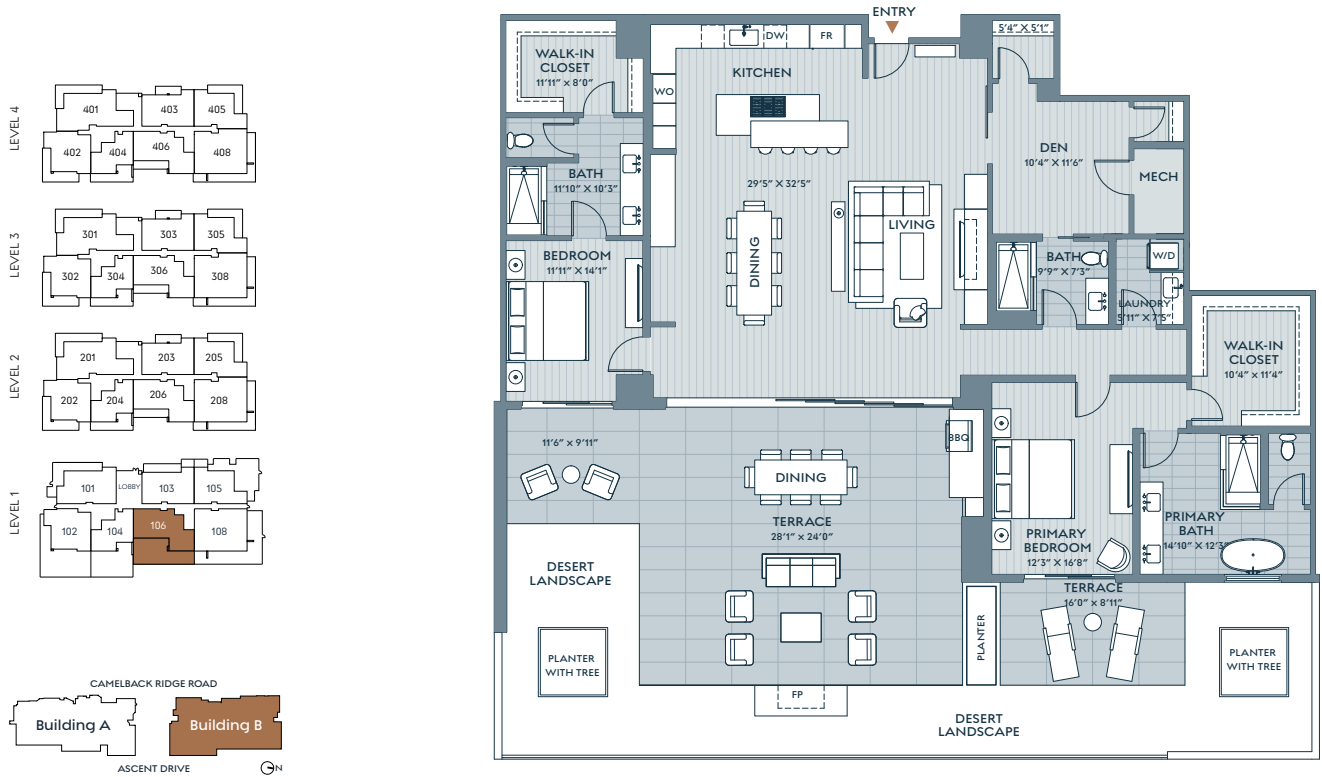 LEVEL 4
401
403
405
402
404
406
408
LEVEL 3
301
303
305
302
304
306
308
LEVEL 2
201
203
205
202
204
206
208
LEVEL 1
101
LOBBY
103
105
102
104
106
108
CAMELBACK RIDGE ROAD
Building A
Building B
ASCENT DRIVE
N
ENTRY
WALK-IN
CLOSET
11'11" X 8'0"
DW
FR
5'4" X 5'1"
KITCHEN
WO
DEN
10'4" X 11'6"
MECH
BATH
11'10" X 10'3"
29'5" X 32'5"
LIVING
DINING
BEDROOM
11'11" X 14'1"
BATH
9'9" X 7'3"
W/D
LAUNDRY
5'11" X 7'5"
WALK-IN
CLOSET
10'4" X 11'4"
11'6" X 9'11"
BBQ
DINING
TERRACE
28'1" X 24'0"
PRIMARY
BEDROOM
12'3" X 16'8"
PRIMARY
BATH
14'10" X 12'3"
DESERT
LANDSCAPE
TERRACE
16'0" X 8'11"
PLANTER
PLANTER
WITH TREE
PLANTER
WITH TREE
FP
DESERT
LANDSCAPE